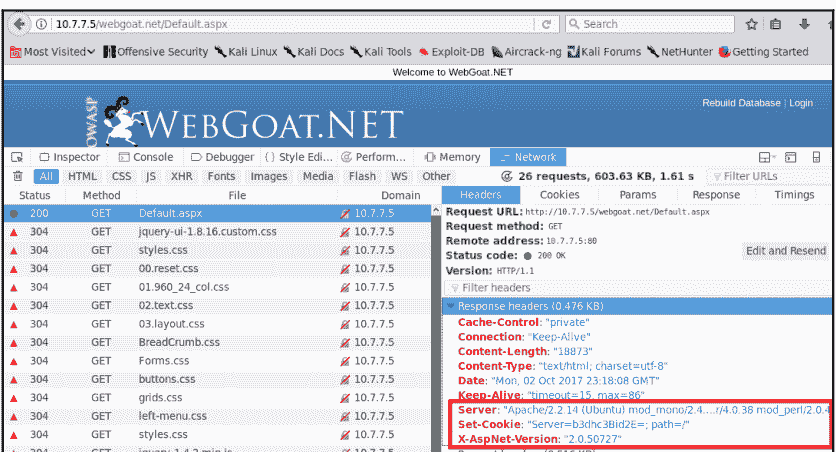 10.7.7.5/webgoat.net/Default.aspx
Search
Most Visited
Offensive Security
Kali Linux
Kali Docs
Kali Tools
Exploit-DB
Aircrack-ng
Kali Forums
NetHunter
Getting Started
Welcome to WebGoat.NET
OWASP
WEBGOAT.NET
Rebuild Database | Login
Inspector
Console
Debugger
{ } Style Edi...
Perform...
Memory
Network
All
HTML
CSS
JS
XHR
Fonts
Images
Media
Flash
WS
Other
26 requests, 603.63 KB, 1.61 s
Filter URLs
Status Method File Domain
200 GET Default.aspx 10.7.7.5
304 GET jquery-ui-1.8.16.custom.css 10.7.7.5
304 GET styles.css 10.7.7.5
304 GET 00.reset.css 10.7.7.5
304 GET 01.960_24_col.css 10.7.7.5
304 GET 02.text.css 10.7.7.5
304 GET 03.layout.css 10.7.7.5
304 GET BreadCrumb.css 10.7.7.5
304 GET Forms.css 10.7.7.5
304 GET buttons.css 10.7.7.5
304 GET grids.css 10.7.7.5
304 GET left-menu.css 10.7.7.5
304 GET styles.css 10.7.7.5
Headers
Cookies
Params
Response
Timings
Request URL: http://10.7.7.5/webgoat.net/Default.aspx
Request method: GET
Remote address: 10.7.7.5:80
Status code: 200 OK
Edit and Resend
Version: HTTP/1.1
Filter headers
Response headers (0.476 KB)
Cache-Control: "private"
Connection: "Keep-Alive"
Content-Length: "18873"
Content-Type: "text/html; charset=utf-8"
Date: "Mon, 02 Oct 2017 23:18:08 GMT"
Keep-Alive: "timeout=15, max=86"
Server: "Apache/2.2.14 (Ubuntu) mod_mono/2.4....r/4.0.38 mod_perl/2.0.4
Set-Cookie: "Server=b3dhc3Bid2E=; path=/"
X-AspNet-Version: "2.0.50727"